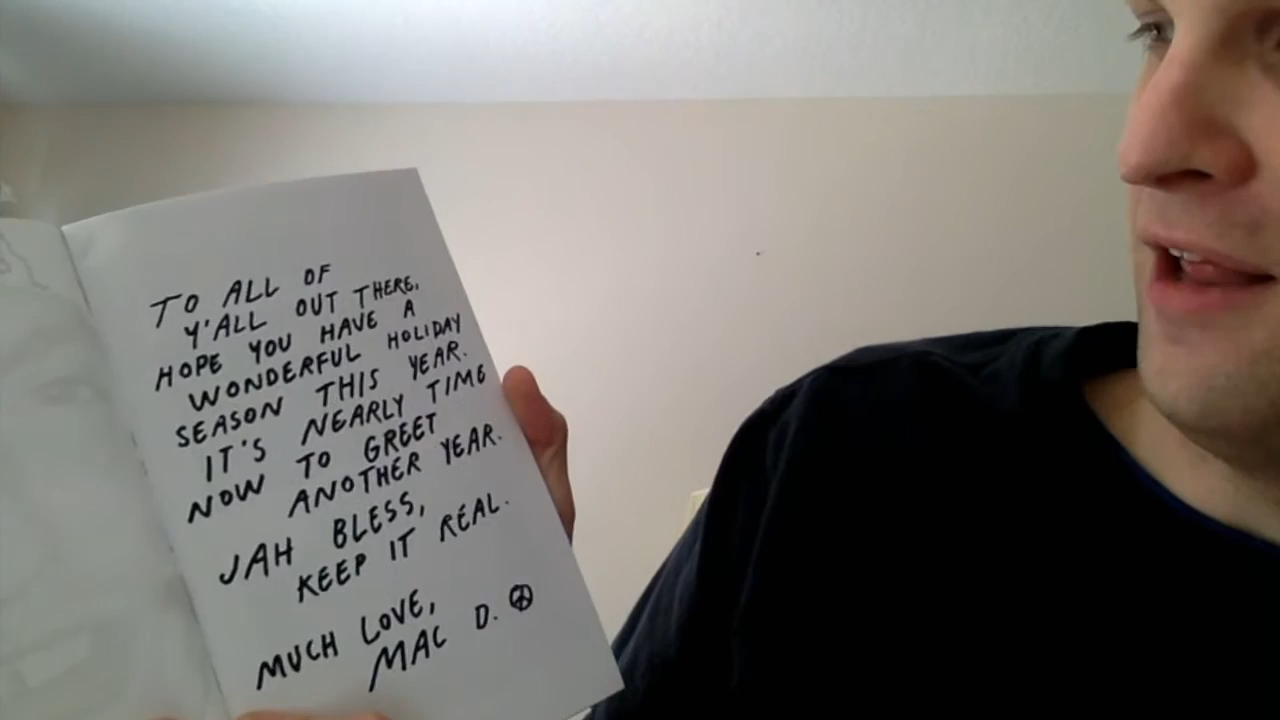 TO ALL OF
Y'ALL OUT THERE,
HOPE YOU HAVE A
WONDERFUL HOLIDAY
SEASON THIS YEAR.
IT'S NEARLY TIME
NOW TO GREET
ANOTHER YEAR.
JAH BLESS,
KEEP IT REAL.
MUCH LOVE,
MAC D.